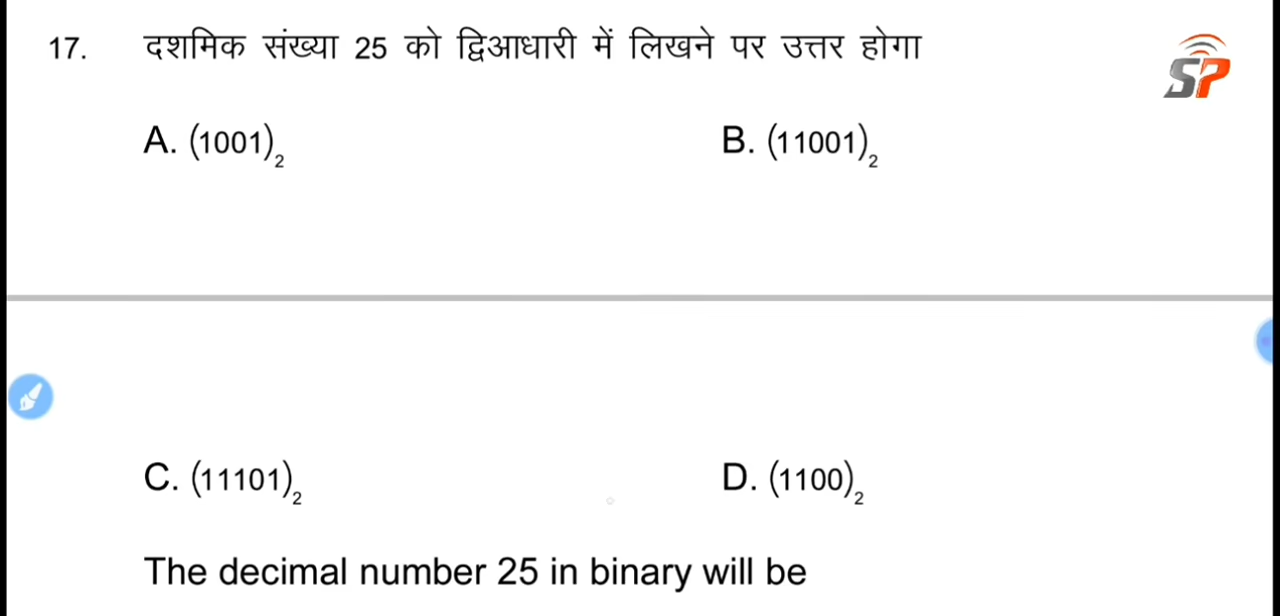 17. दशमिक संख्या 25 को द्विआधारी में लिखने पर उत्तर होगा
SP
A. (1001)₂ B. (11001)₂
C. (11101)₂ D. (1100)₂
The decimal number 25 in binary will be